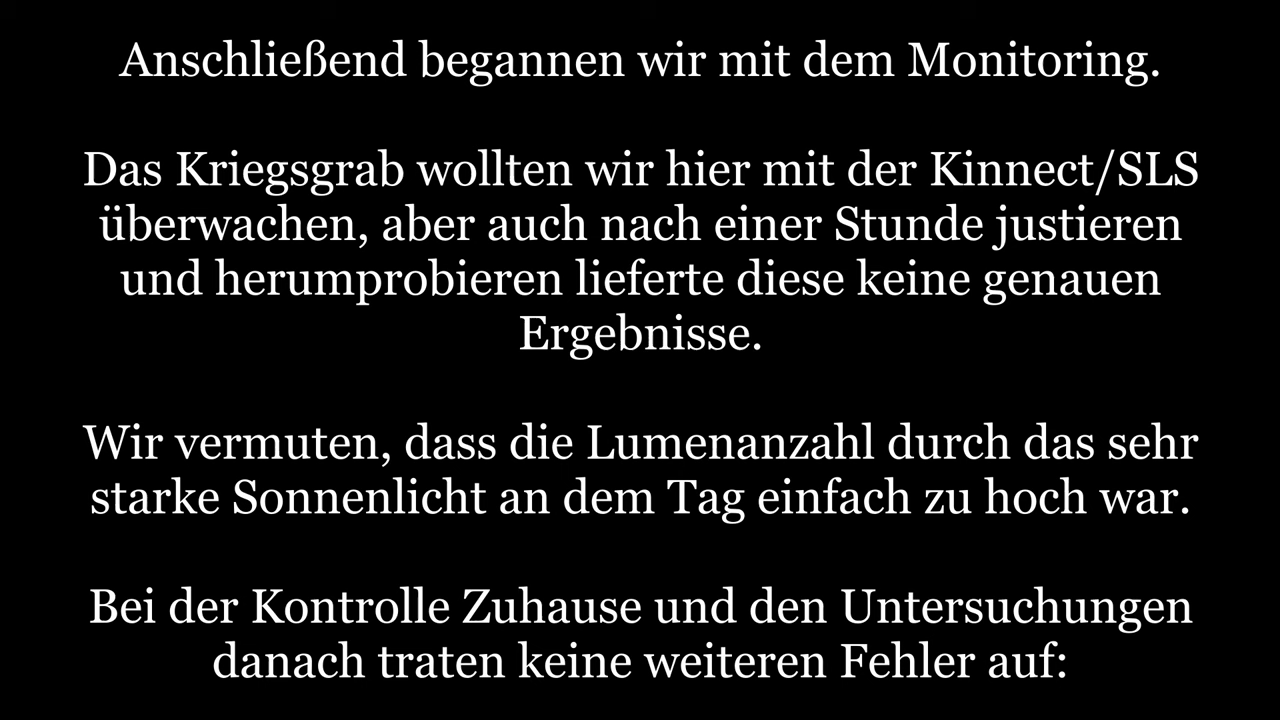 Anschließend begannen wir mit dem Monitoring.
Das Kriegsgrab wollten wir hier mit der Kinnect/SLS
überwachen, aber auch nach einer Stunde justieren
und herumprobieren lieferte diese keine genauen
Ergebnisse.
Wir vermuten, dass die Lumenanzahl durch das sehr
starke Sonnenlicht an dem Tag einfach zu hoch war.
Bei der Kontrolle Zuhause und den Untersuchungen
danach traten keine weiteren Fehler auf: